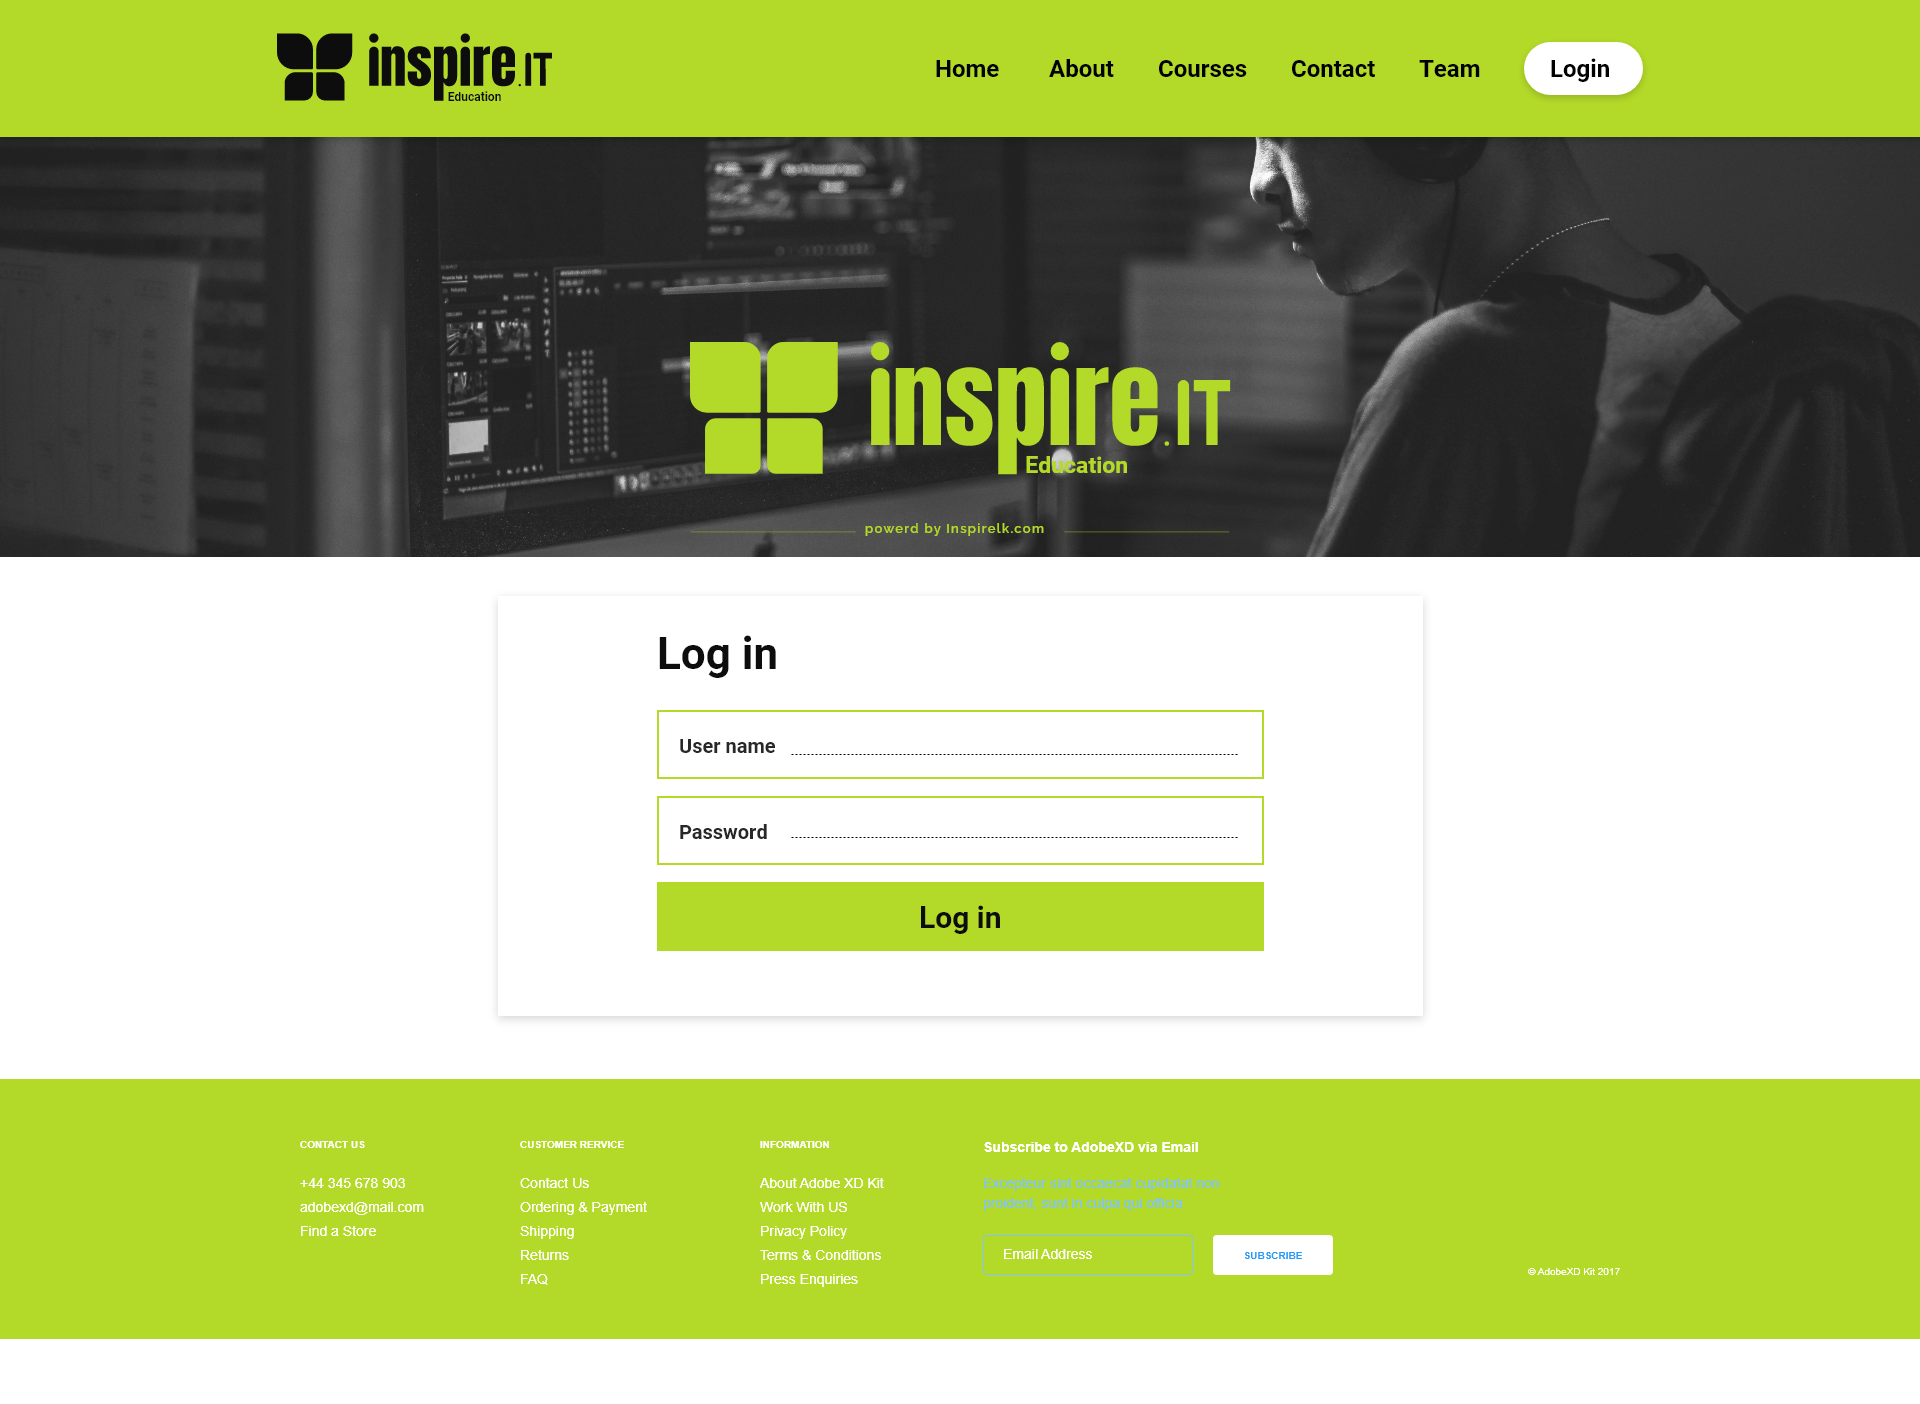 inspire.IT
Education
Home About Courses Contact Team Login
inspire.IT
Education
powerd by Inspirelk.com
Log in
User name
Password
Log in
CONTACT US
+44 345 678 903
adobexd@mail.com
Find a Store
CUSTOMER RERVICE
Contact Us
Ordering & Payment
Shipping
Returns
FAQ
INFORMATION
About Adobe XD Kit
Work With US
Privacy Policy
Terms & Conditions
Press Enquiries
Subscribe to AdobeXD via Email
Excepteur sint occaecat cupidatat non
proident, sunt in culpa qui officia
Email Address
SUBSCRIBE
© AdobeXD Kit 2017